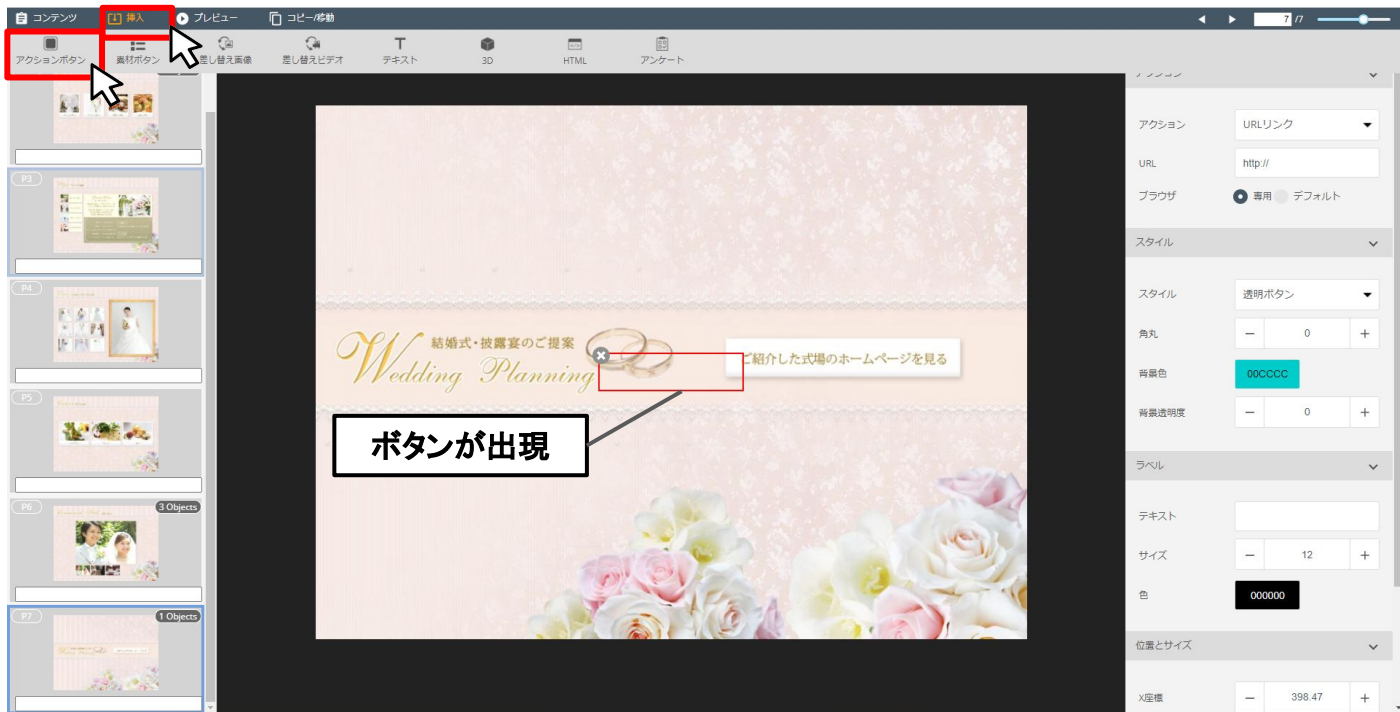 コンテンツ
挿入
プレビュー
コピー/移動
7 /7
アクションボタン
素材ボタン
差し替え画像
差し替えビデオ
テキスト
3D
HTML
アンケート
P3
P4
P5
P6
3 Objects
P7
1 Objects
結婚式・披露宴のご提案
Wedding Planning
ご紹介した式場のホームページを見る
ボタンが出現
アクション
アクション
URLリンク
URL
http://
ブラウザ
専用
デフォルト
スタイル
スタイル
透明ボタン
角丸
− 0 +
背景色
00CCCC
背景透明度
− 0 +
ラベル
テキスト
サイズ
− 12 +
色
000000
位置とサイズ
X座標
− 398.47 +